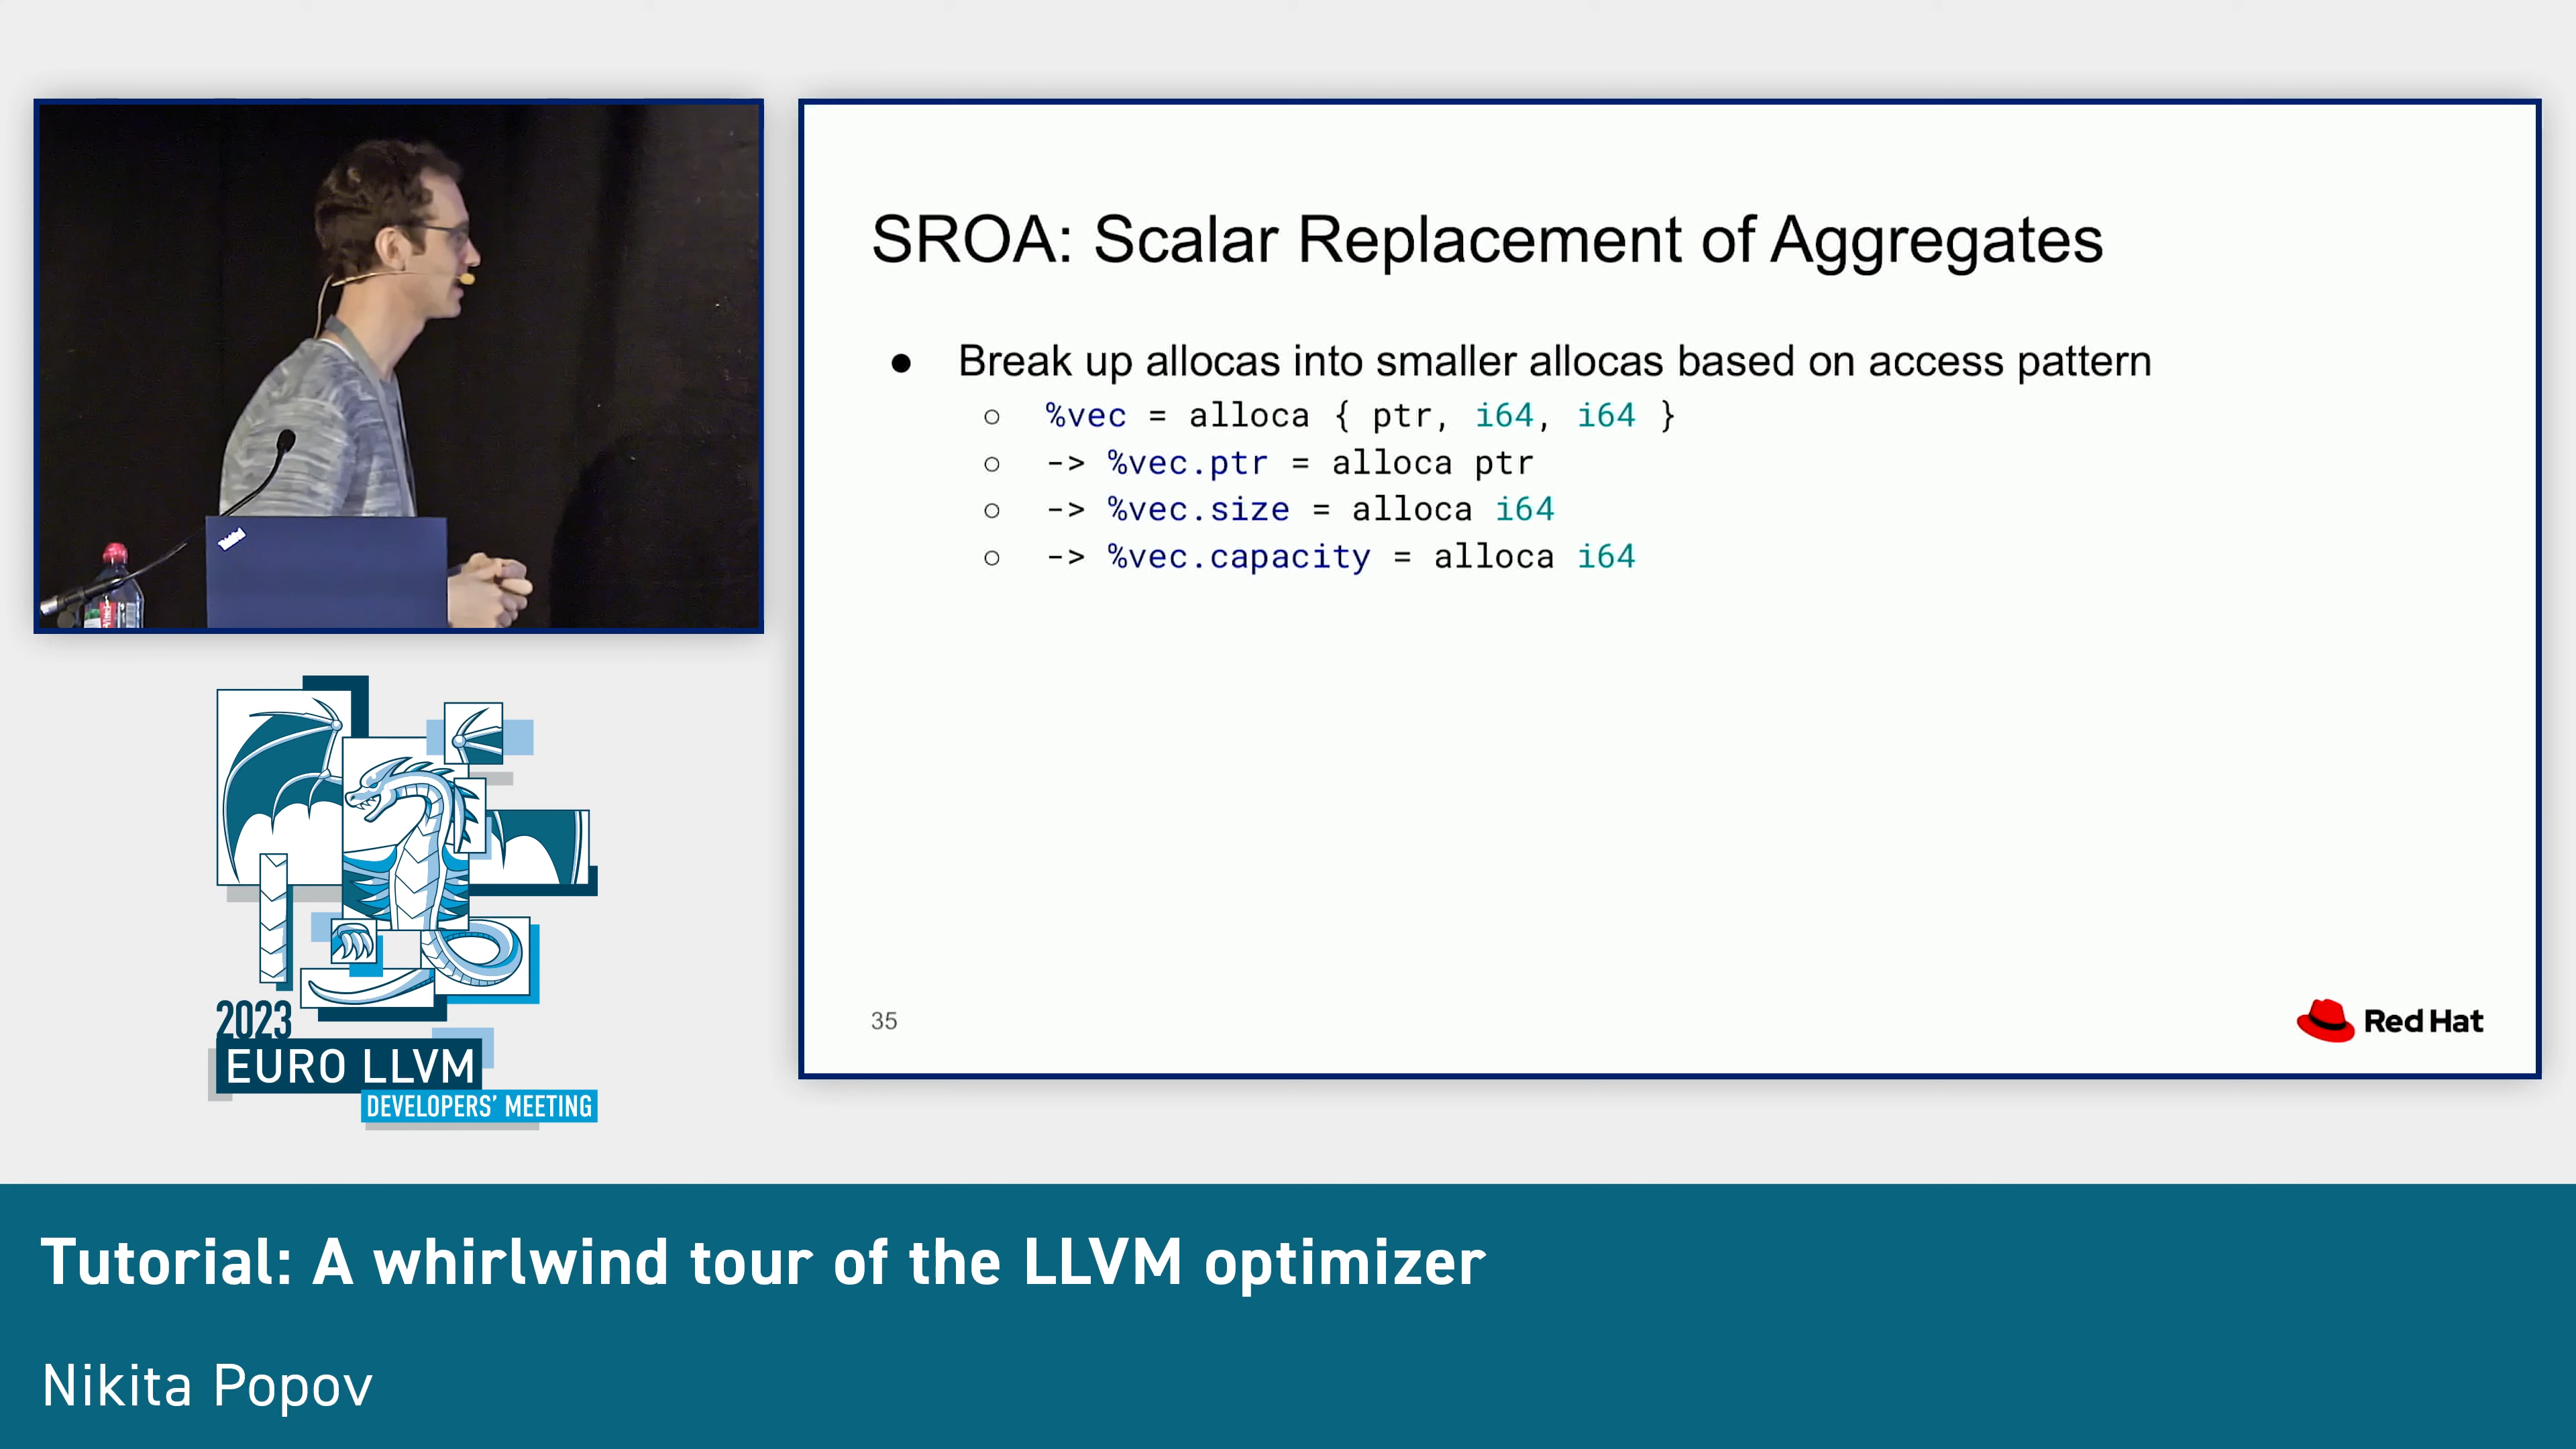 SROA: Scalar Replacement of Aggregates
● Break up allocas into smaller allocas based on access pattern
○ %vec = alloca { ptr, i64, i64 }
○ -> %vec.ptr = alloca ptr
○ -> %vec.size = alloca i64
○ -> %vec.capacity = alloca i64
35
Red Hat
2023
EURO LLVM
DEVELOPERS' MEETING
Tutorial: A whirlwind tour of the LLVM optimizer
Nikita Popov